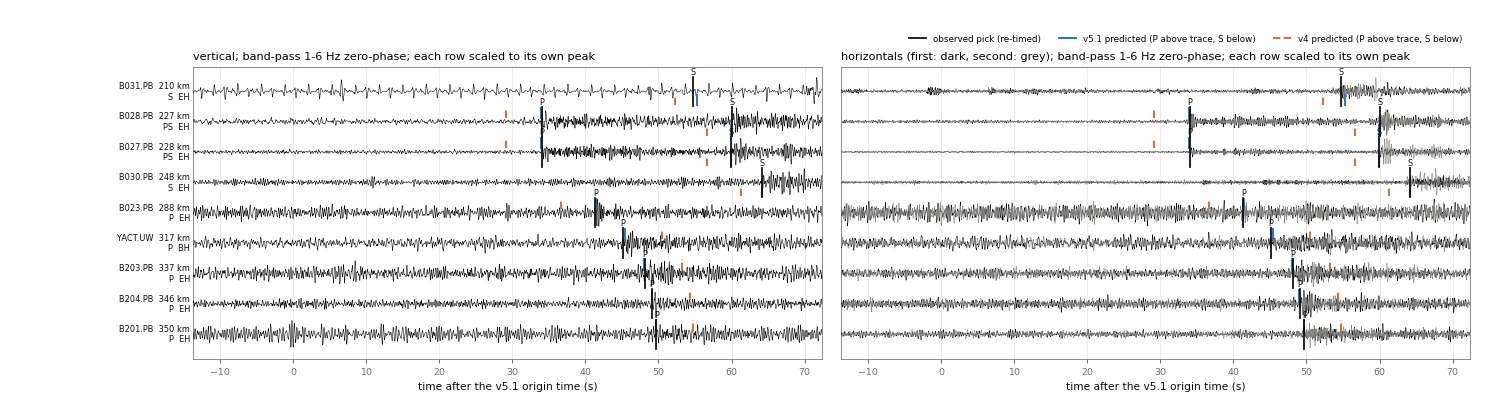 observed pick (re-timed) v5.1 predicted (P above trace, S below) v4 predicted (P above trace, S below)
vertical; band-pass 1-6 Hz zero-phase; each row scaled to its own peak
horizontals (first: dark, second: grey); band-pass 1-6 Hz zero-phase; each row scaled to its own peak
B031.PB 210 km
S EH
B028.PB 227 km
PS EH
B027.PB 228 km
PS EH
B030.PB 248 km
S EH
B023.PB 288 km
P EH
YACT.UW 317 km
P BH
B203.PB 337 km
P EH
B204.PB 346 km
P EH
B201.PB 350 km
P EH
S
P S
S
P
P
P
P
S
P S
S
P
P
P
P
−10 0 10 20 30 40 50 60 70
−10 0 10 20 30 40 50 60 70
time after the v5.1 origin time (s)
time after the v5.1 origin time (s)